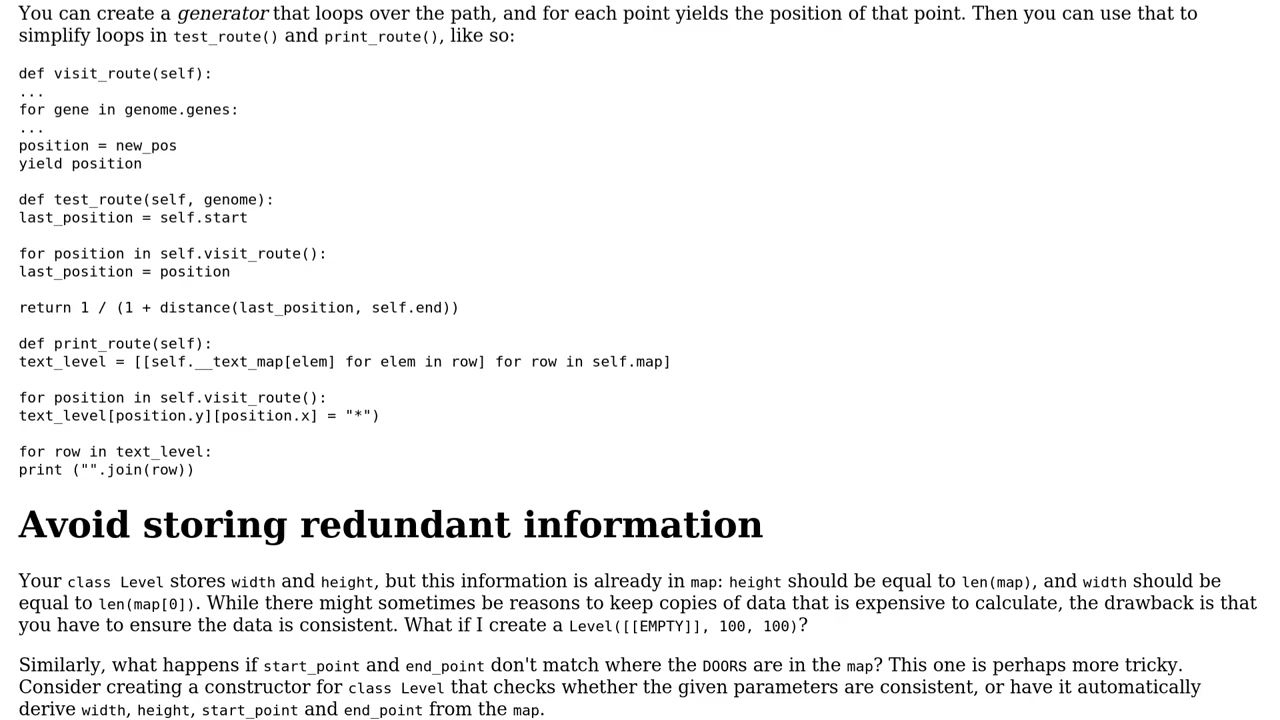 You can create a generator that loops over the path, and for each point yields the position of that point. Then you can use that to
simplify loops in test_route() and print_route(), like so:
def visit_route(self):
...
for gene in genome.genes:
...
position = new_pos
yield position
def test_route(self, genome):
last_position = self.start
for position in self.visit_route():
last_position = position
return 1 / (1 + distance(last_position, self.end))
def print_route(self):
text_level = [[self.__text_map[elem] for elem in row] for row in self.map]
for position in self.visit_route():
text_level[position.y][position.x] = "*")
for row in text_level:
print ("".join(row))
Avoid storing redundant information
Your class Level stores width and height, but this information is already in map: height should be equal to len(map), and width should be
equal to len(map[0]). While there might sometimes be reasons to keep copies of data that is expensive to calculate, the drawback is that
you have to ensure the data is consistent. What if I create a Level([[EMPTY]], 100, 100)?
Similarly, what happens if start_point and end_point don't match where the DOORs are in the map? This one is perhaps more tricky.
Consider creating a constructor for class Level that checks whether the given parameters are consistent, or have it automatically
derive width, height, start_point and end_point from the map.